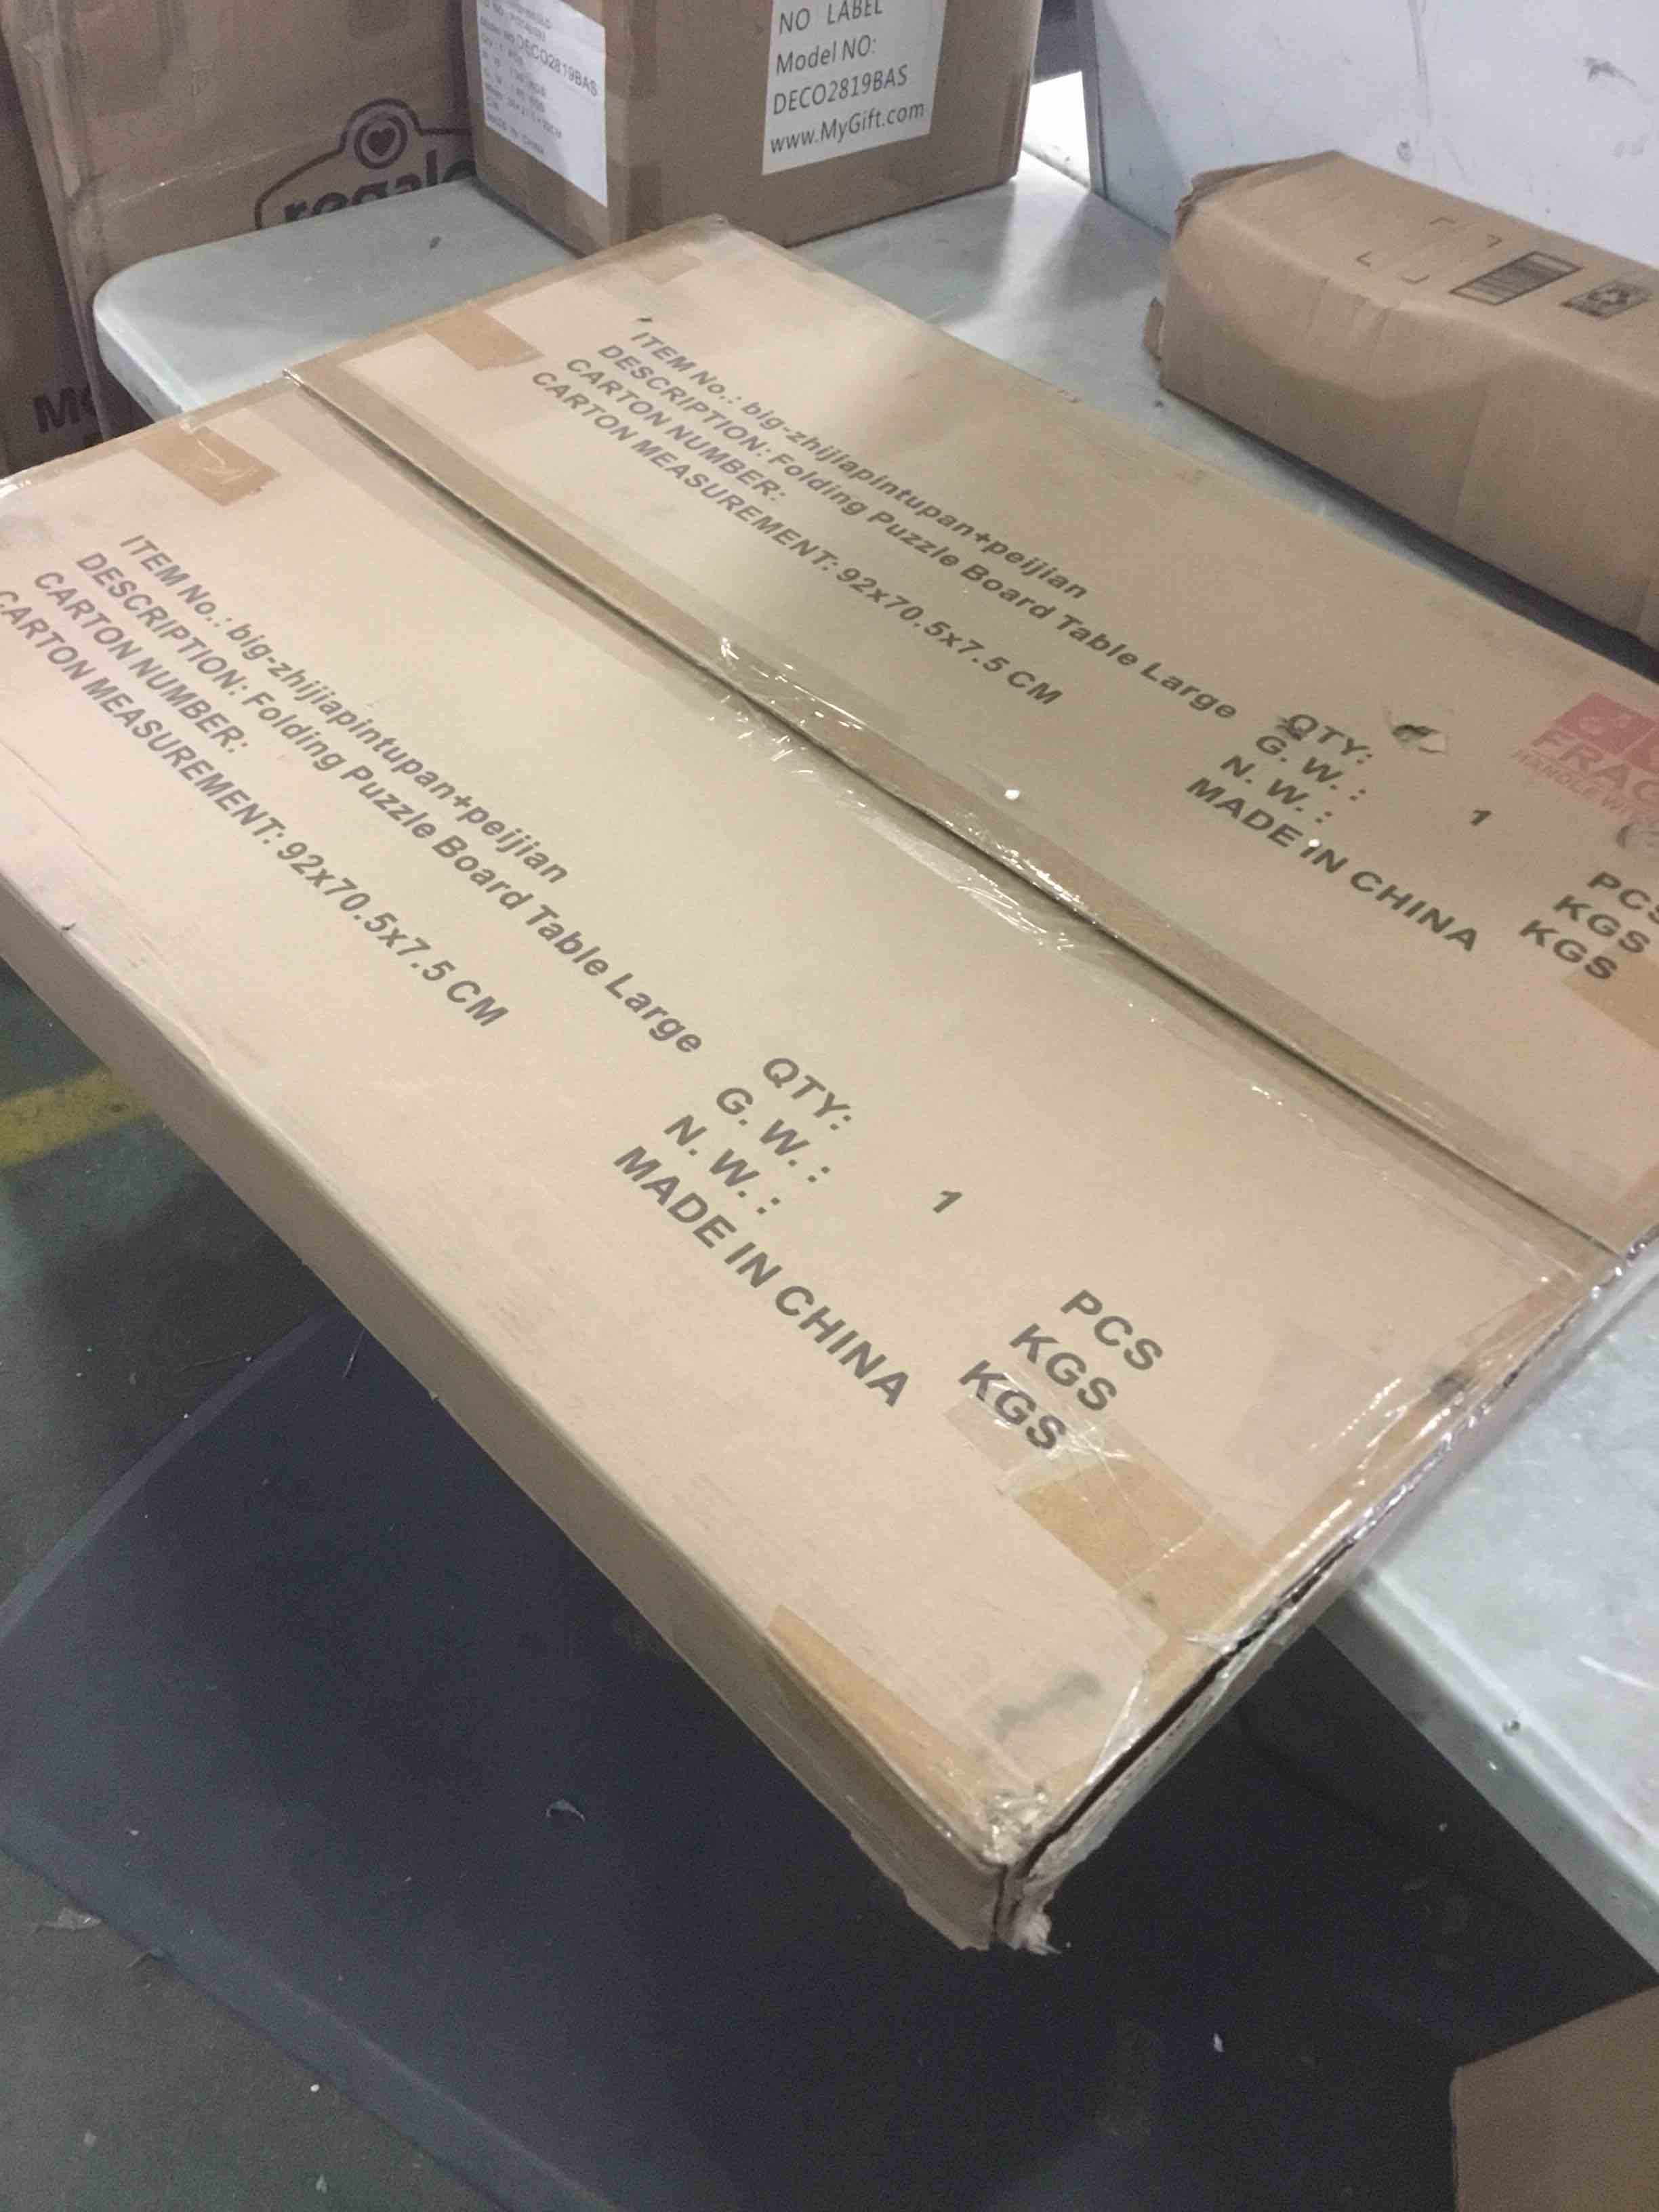 DECO2819BAS
NO LABEL
Model NO:
DECO2819BAS
www.MyGift.com
regalo
ITEM No.: big-zhijiapintupan+peijian
DESCRIPTION: Folding Puzzle Board Table Large
CARTON NUMBER:
CARTON MEASUREMENT: 92x70.5x7.5 CM
QTY: 1 PCS
G. W.: KGS
N. W.: KGS
MADE IN CHINA
ITEM No.: big-zhijiapintupan+peijian
DESCRIPTION: Folding Puzzle Board Table Large
CARTON NUMBER:
CARTON MEASUREMENT: 92x70.5x7.5 CM
QTY: 1 PCS
G. W.: KGS
N. W.: KGS
MADE IN CHINA